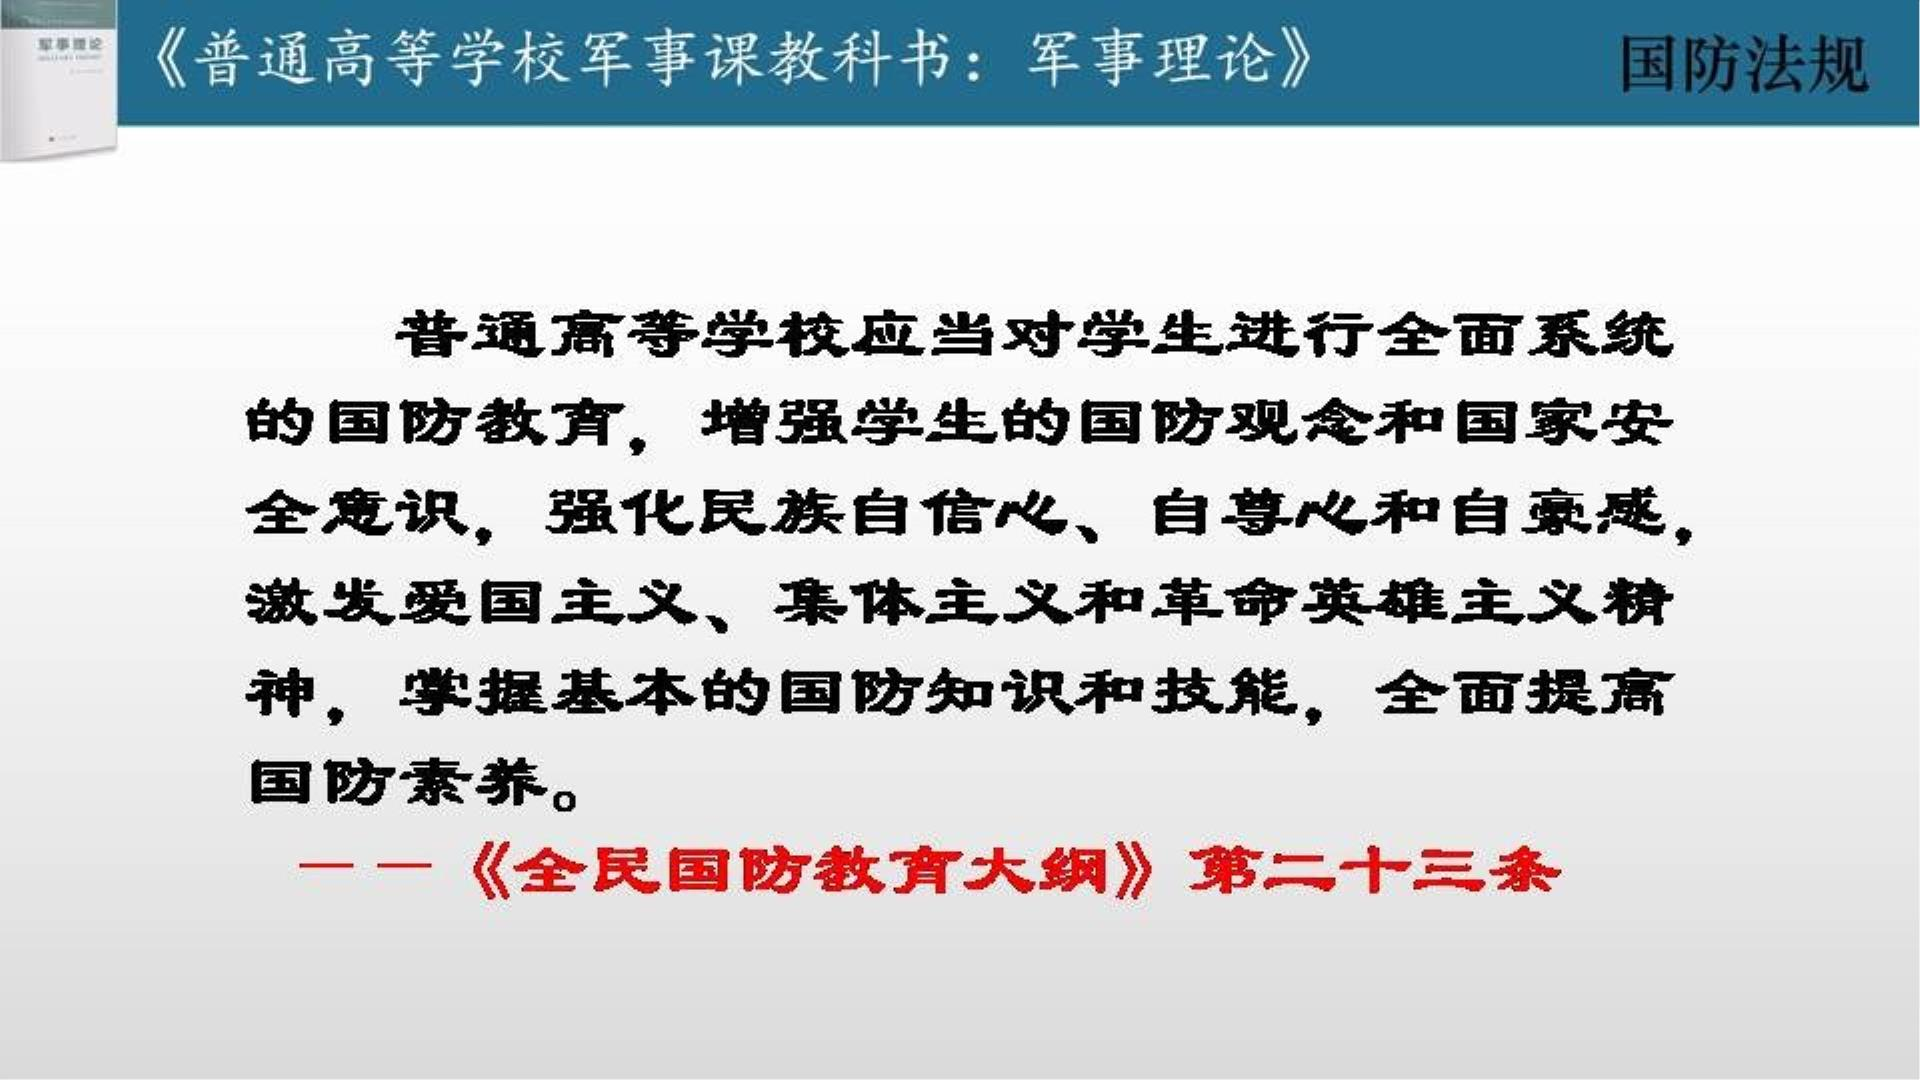 军事理论
《普通高等学校军事课教科书：军事理论》
国防法规
普通高等学校应当对学生进行全面系统
的国防教育，增强学生的国防观念和国家安
全意识，强化民族自信心、自尊心和自豪感，
激发爱国主义、集体主义和革命英雄主义精
神，掌握基本的国防知识和技能，全面提高
国防素养。
——《全民国防教育大纲》第二十三条